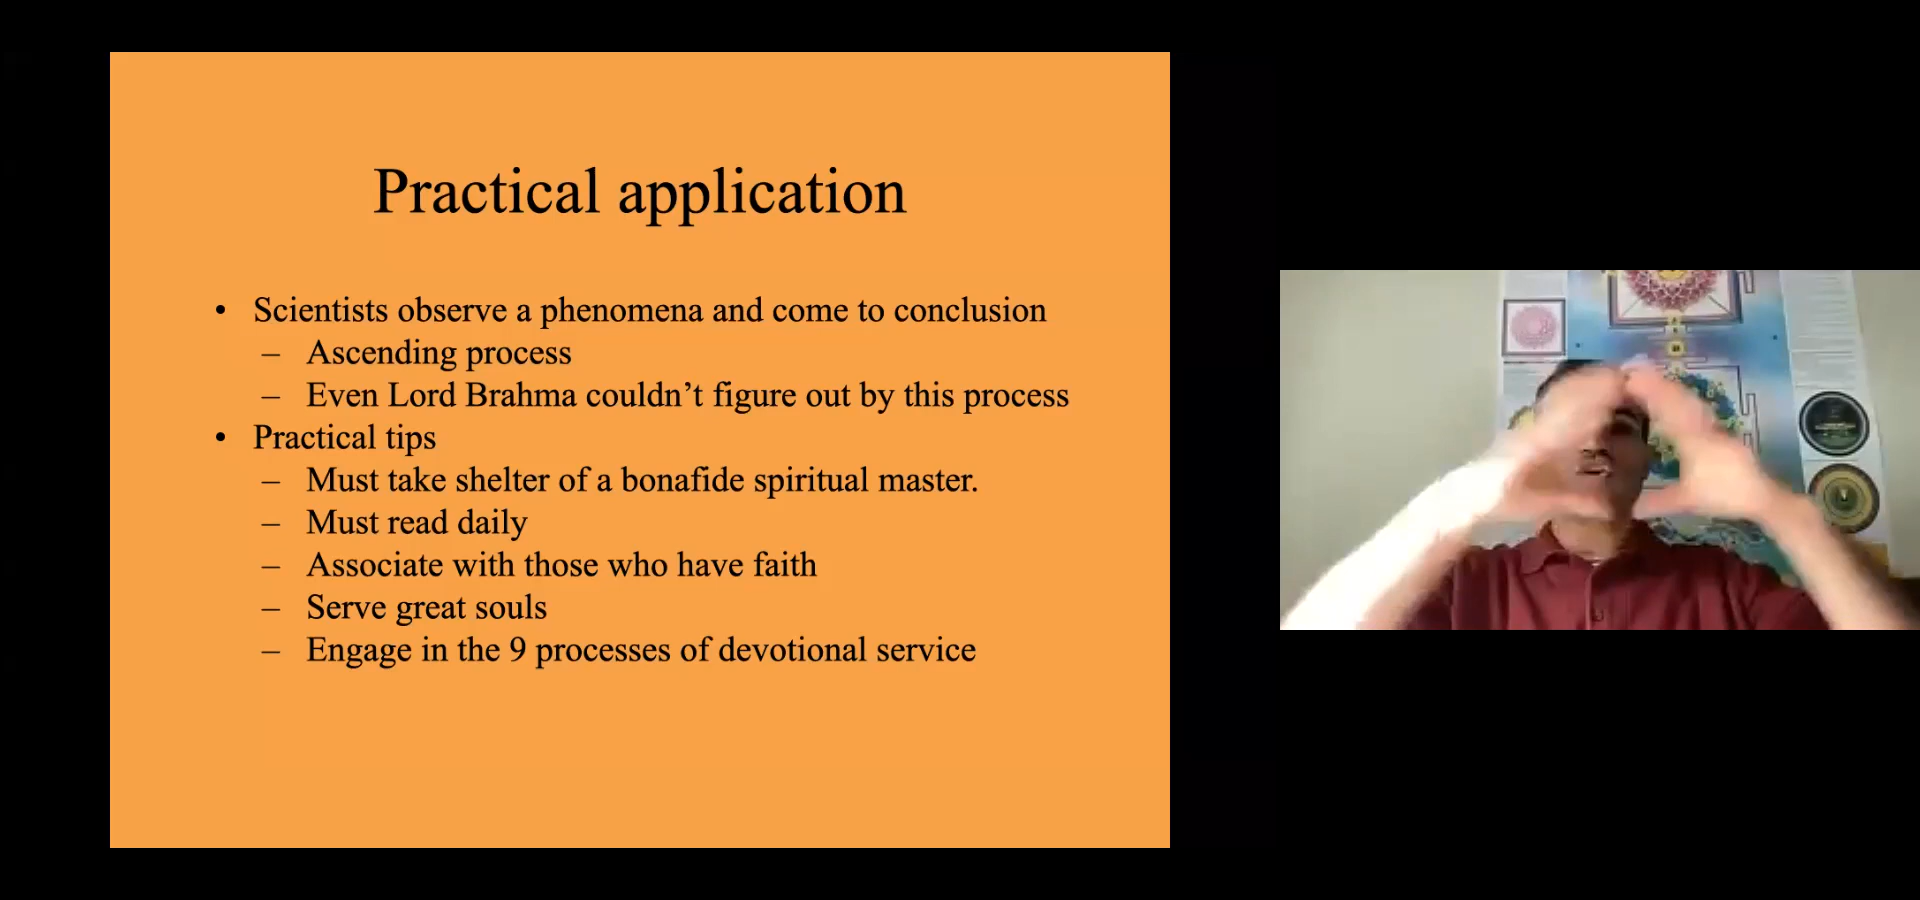 Practical application
• Scientists observe a phenomena and come to conclusion
– Ascending process
– Even Lord Brahma couldn’t figure out by this process
• Practical tips
– Must take shelter of a bonafide spiritual master.
– Must read daily
– Associate with those who have faith
– Serve great souls
– Engage in the 9 processes of devotional service